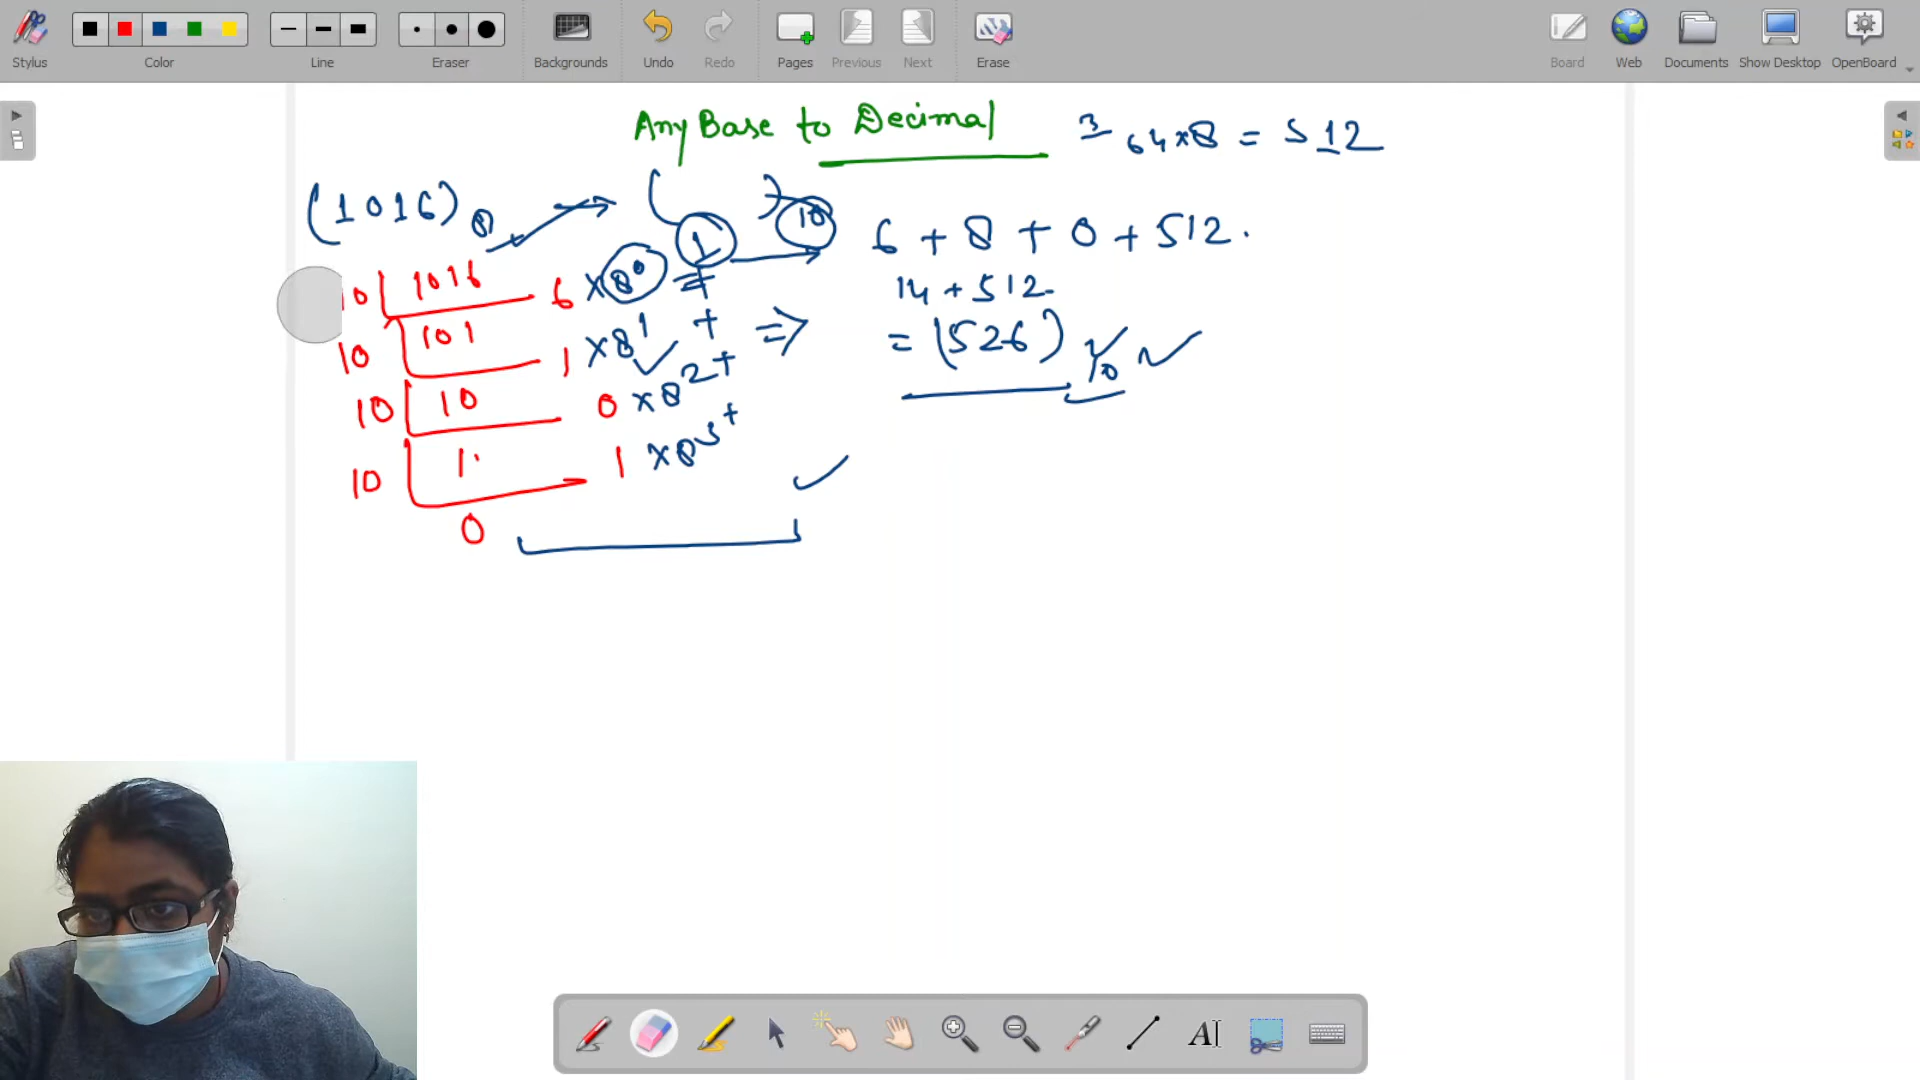 Stylus
Color
Line
Eraser
Backgrounds
Undo
Redo
Pages
Previous
Next
Erase
Board
Web
Documents
Show Desktop
OpenBoard
Any Base to Decimal
3 64×8 = 512
(1016)8 ( )10
1
10 1016 6 ×8⁰ +
10 101 1 ×8¹ + ⇒
10 10 0 ×8² +
10 1 1 ×8³ +
0
6 + 8 + 0 + 512.
14 + 512
= (526)10
AI